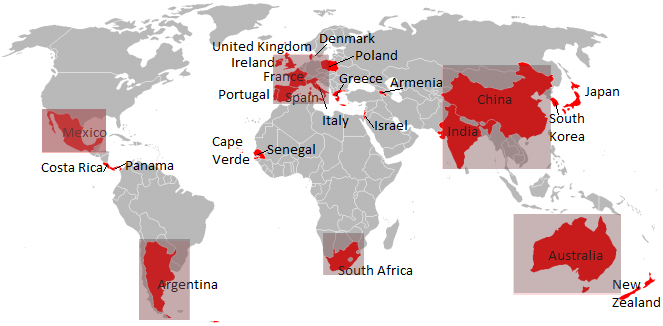 Denmark
United Kingdom
Poland
Ireland
France
Greece
Armenia
Portugal
Spain
China
Japan
Mexico
Italy
Israel
India
South
Korea
Cape
Verde
Senegal
Costa Rica
Panama
Australia
South Africa
Argentina
New
Zealand